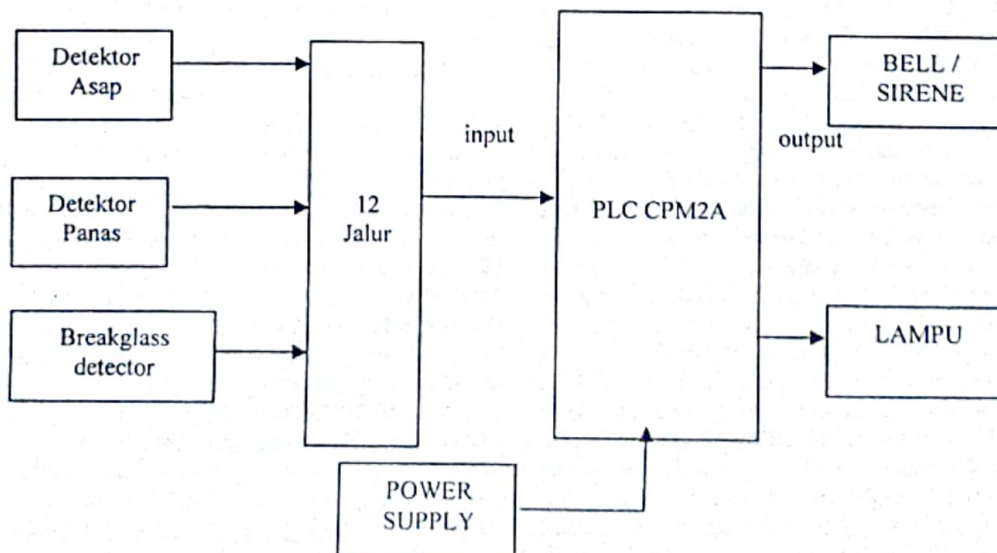 Detektor
Asap
Detektor
Panas
Breakglass
detector
12
Jalur
input
PLC CPM2A
output
BELL /
SIRENE
LAMPU
POWER
SUPPLY